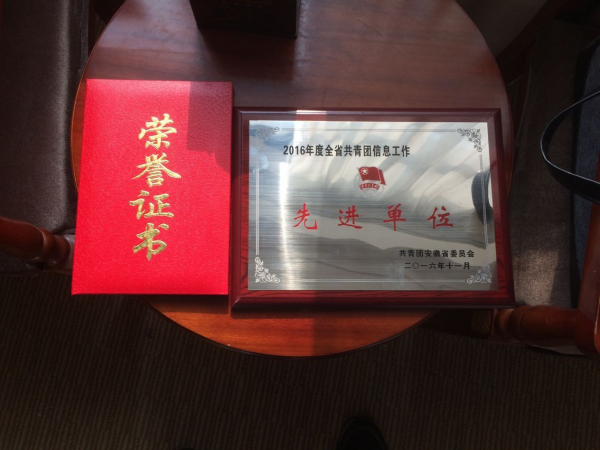 荣誉证书
2016年度全省共青团信息工作
先进单位
共青团安徽省委员会
二〇一六年十一月